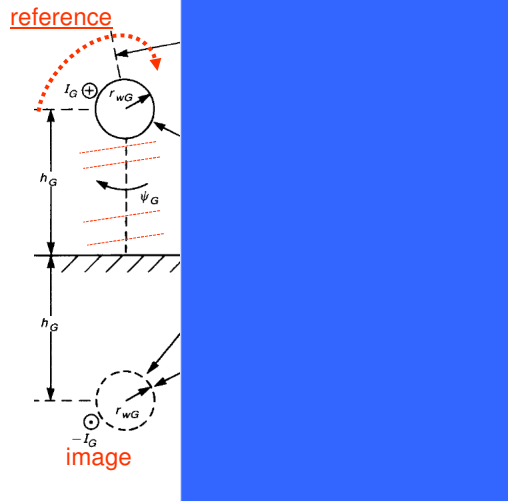 reference
I_G ⊕
r_wG
h_G
ψ_G
h_G
r_wG
⊙
-I_G
image